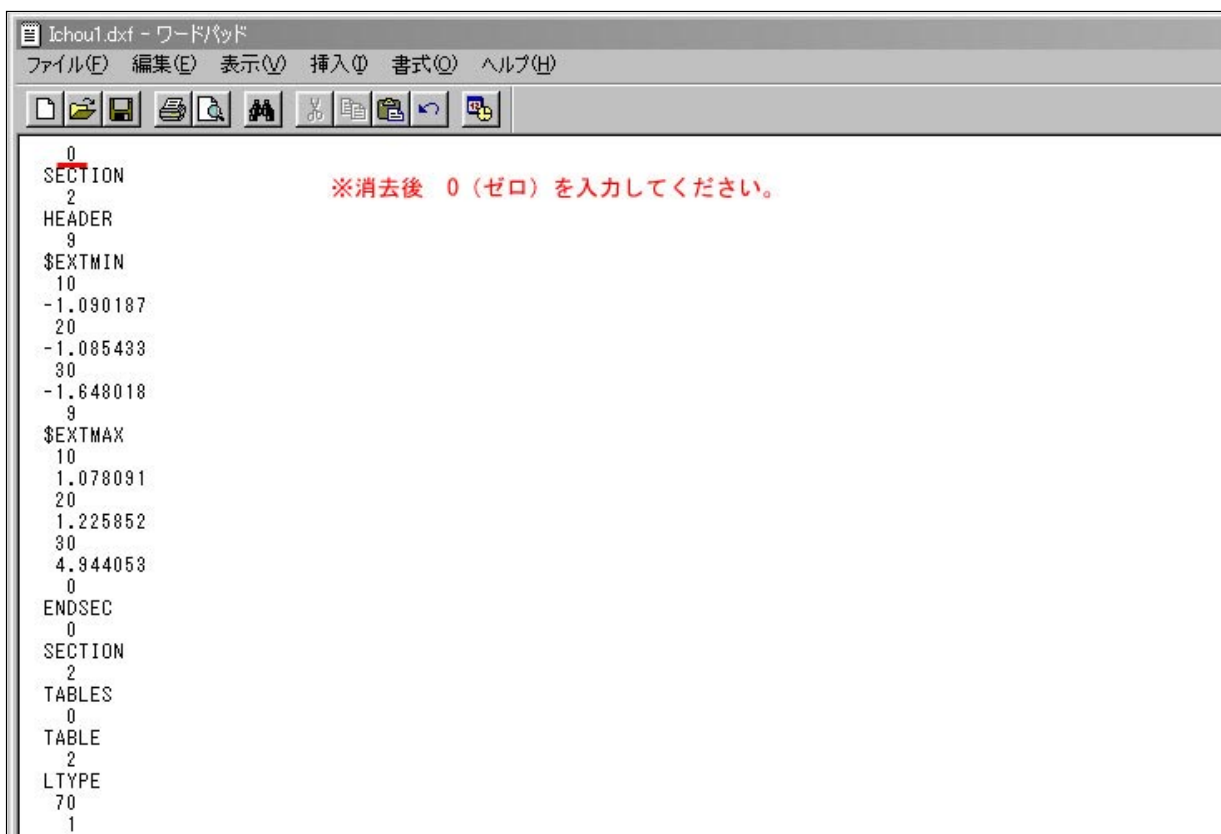 Ichou1.dxf - ワードパッド
ファイル(F) 編集(E) 表示(V) 挿入(I) 書式(O) ヘルプ(H)
0
SECTION
※消去後 0(ゼロ)を入力してください。
2
HEADER
9
$EXTMIN
10
-1.090187
20
-1.085433
30
-1.648018
9
$EXTMAX
10
1.078091
20
1.225852
30
4.944053
0
ENDSEC
0
SECTION
2
TABLES
0
TABLE
2
LTYPE
70
1